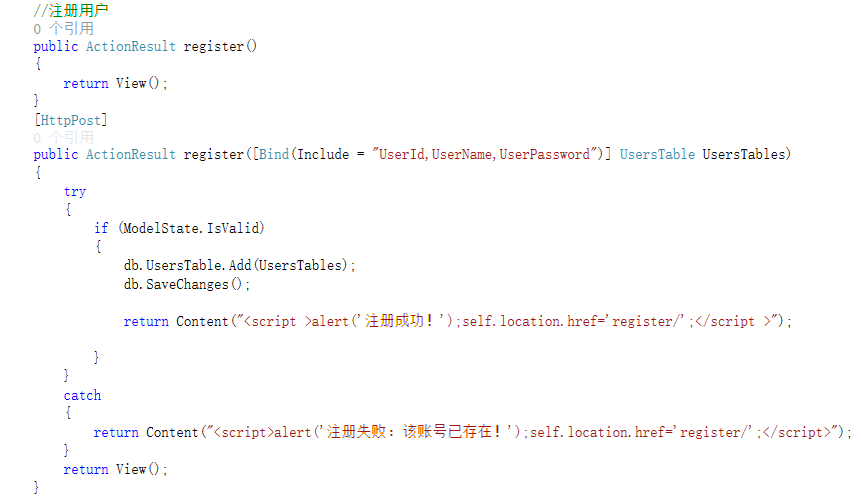 //注册用户
0 个引用
public ActionResult register()
{
return View();
}
[HttpPost]
0 个引用
public ActionResult register([Bind(Include = "UserId,UserName,UserPassword")] UsersTable UsersTables)
{
try
{
if (ModelState.IsValid)
{
db.UsersTable.Add(UsersTables);
db.SaveChanges();
return Content("<script >alert('注册成功！');self.location.href='register/';</script >");
}
}
catch
{
return Content("<script>alert('注册失败：该账号已存在！');self.location.href='register/';</script>");
}
return View();
}